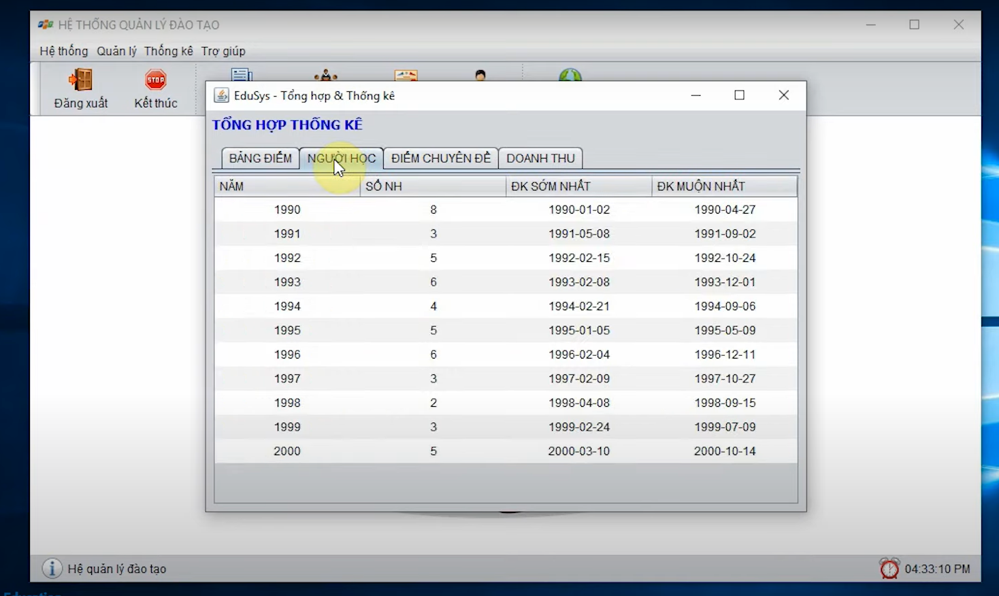 HỆ THỐNG QUẢN LÝ ĐÀO TẠO
Hệ thống Quản lý Thống kê Trợ giúp
Đăng xuất
STOP
Kết thúc
EduSys - Tổng hợp & Thống kê
TỔNG HỢP THỐNG KÊ
BẢNG ĐIỂM NGƯỜI HỌC ĐIỂM CHUYÊN ĐỀ DOANH THU
NĂM SỐ NH ĐK SỚM NHẤT ĐK MUỘN NHẤT
1990 8 1990-01-02 1990-04-27
1991 3 1991-05-08 1991-09-02
1992 5 1992-02-15 1992-10-24
1993 6 1993-02-08 1993-12-01
1994 4 1994-02-21 1994-09-06
1995 5 1995-01-05 1995-05-09
1996 6 1996-02-04 1996-12-11
1997 3 1997-02-09 1997-10-27
1998 2 1998-04-08 1998-09-15
1999 3 1999-02-24 1999-07-09
2000 5 2000-03-10 2000-10-14
Hệ quản lý đào tạo
04:33:10 PM